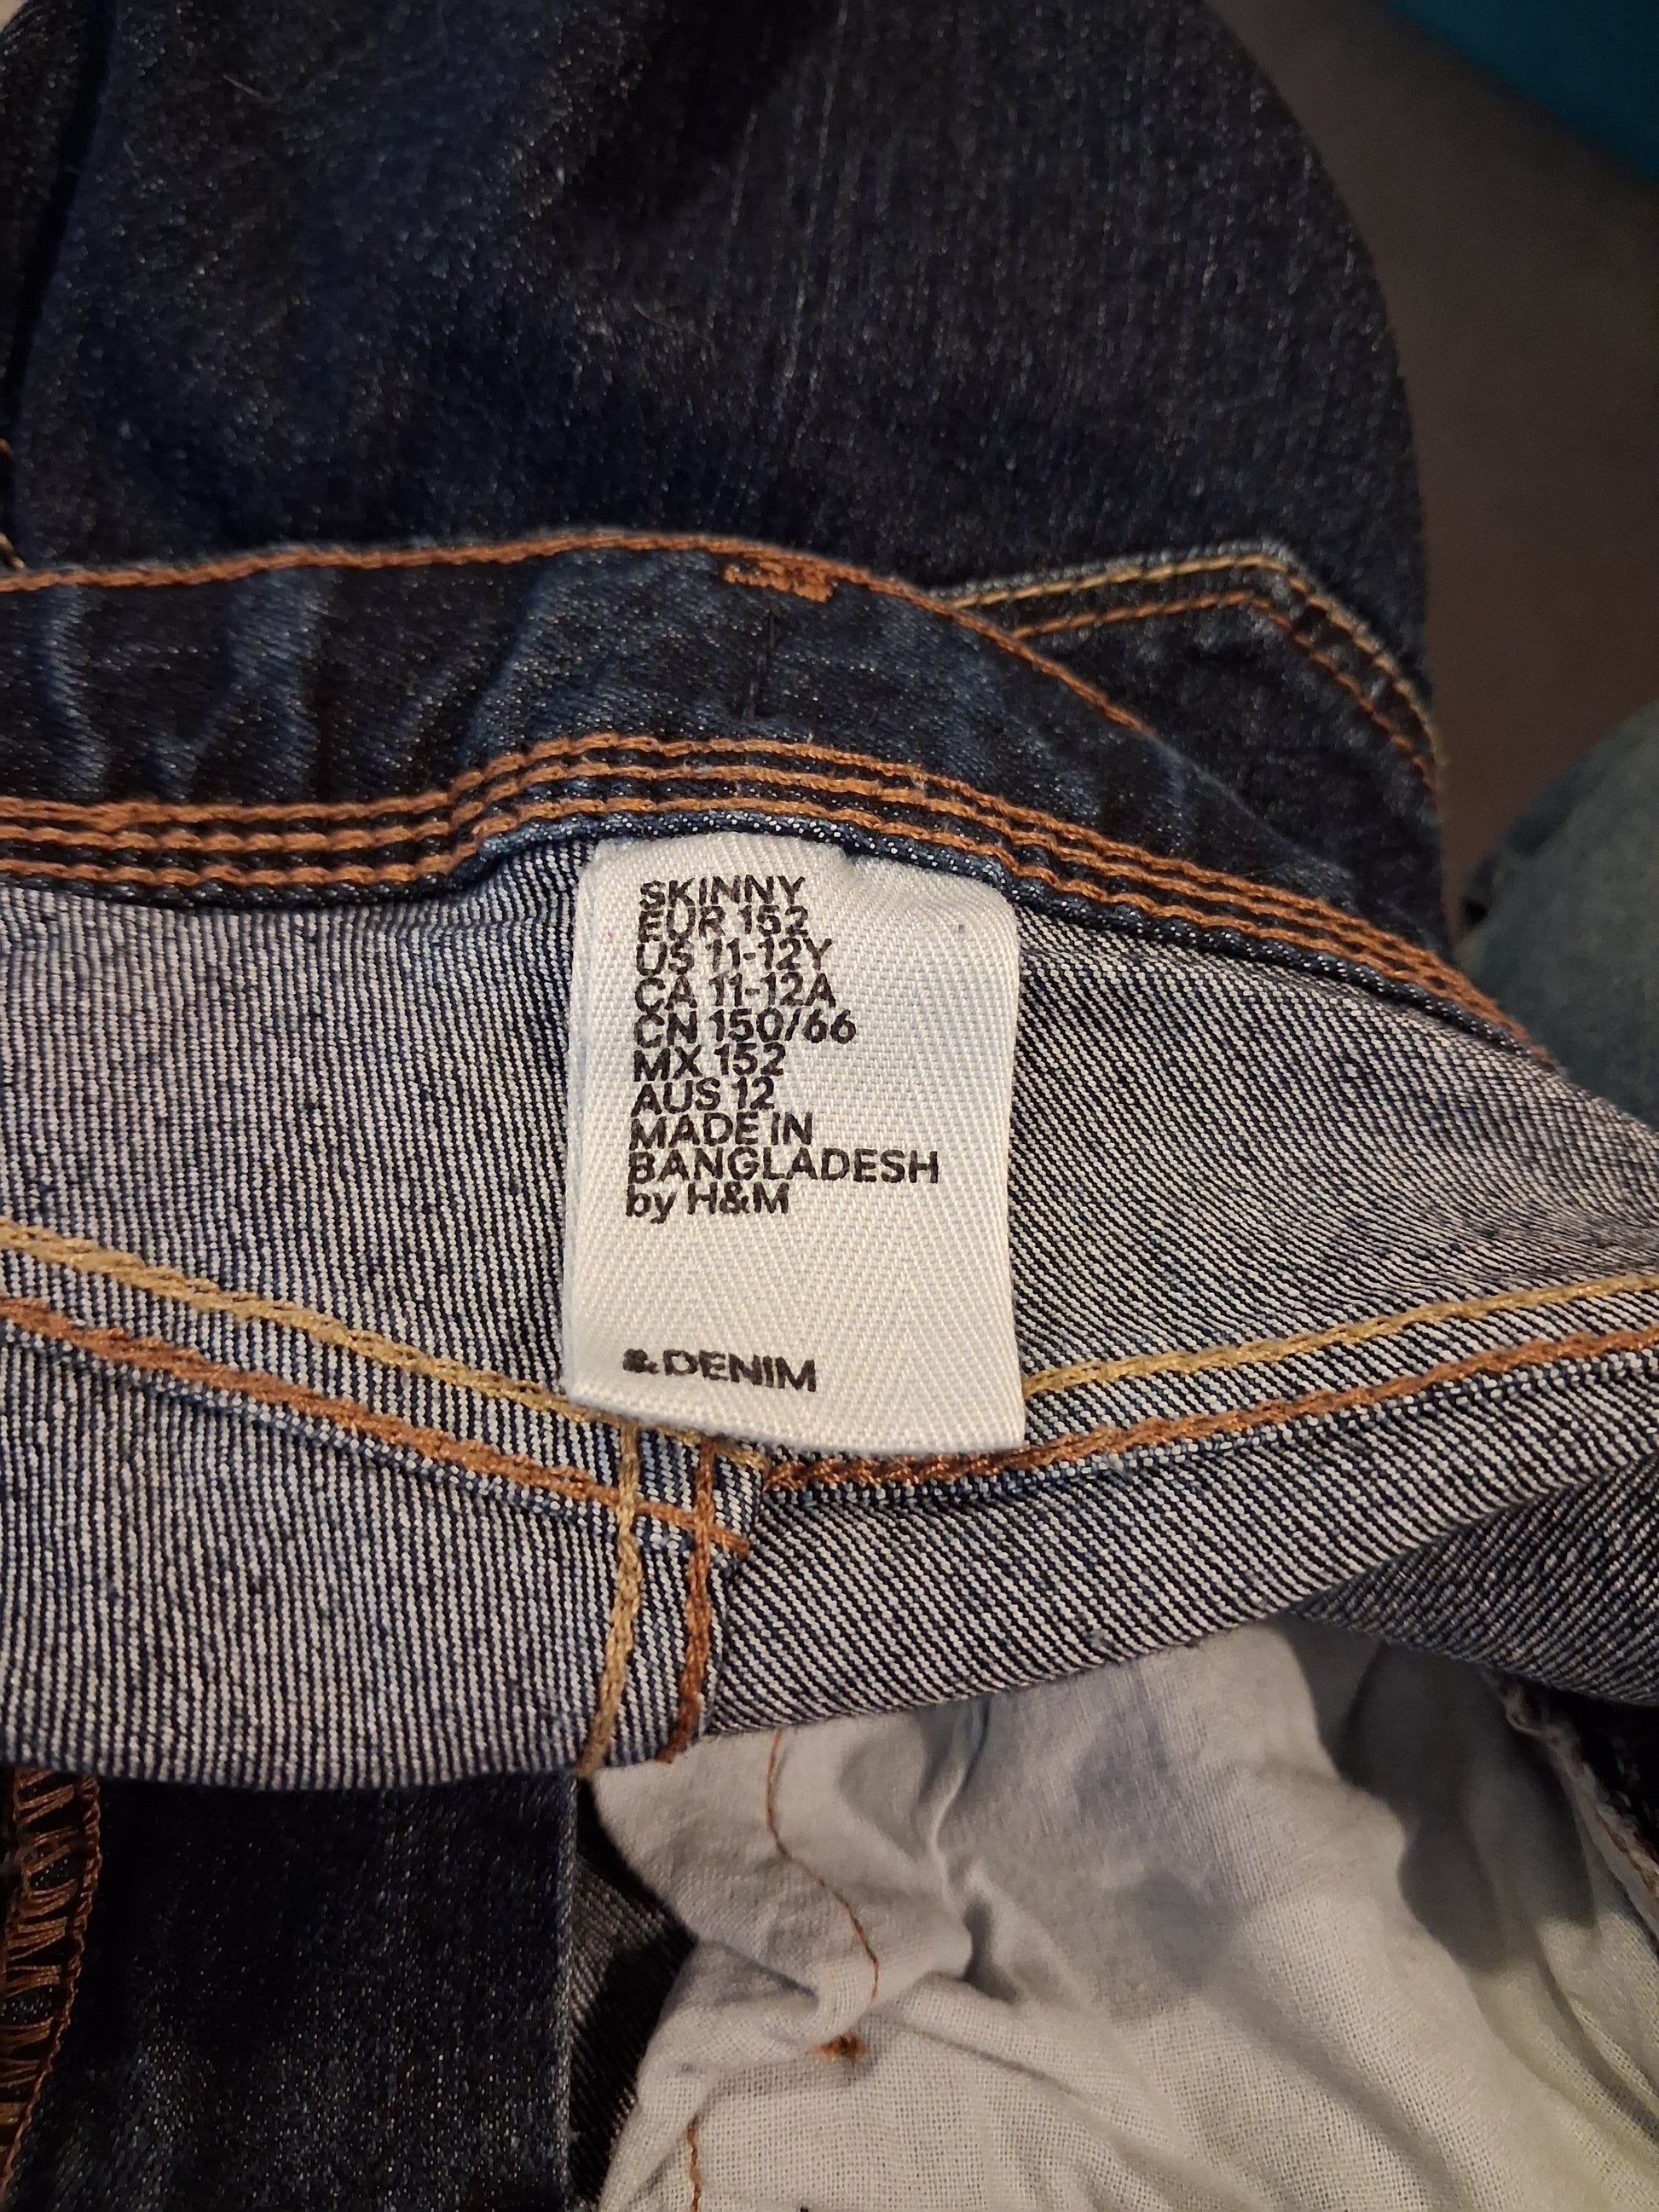 SKINNY
EUR 152
US 11-12Y
CA 11-12A
CN 150/66
MX 152
AUS 12
MADE IN
BANGLADESH
by H&M
&DENIM